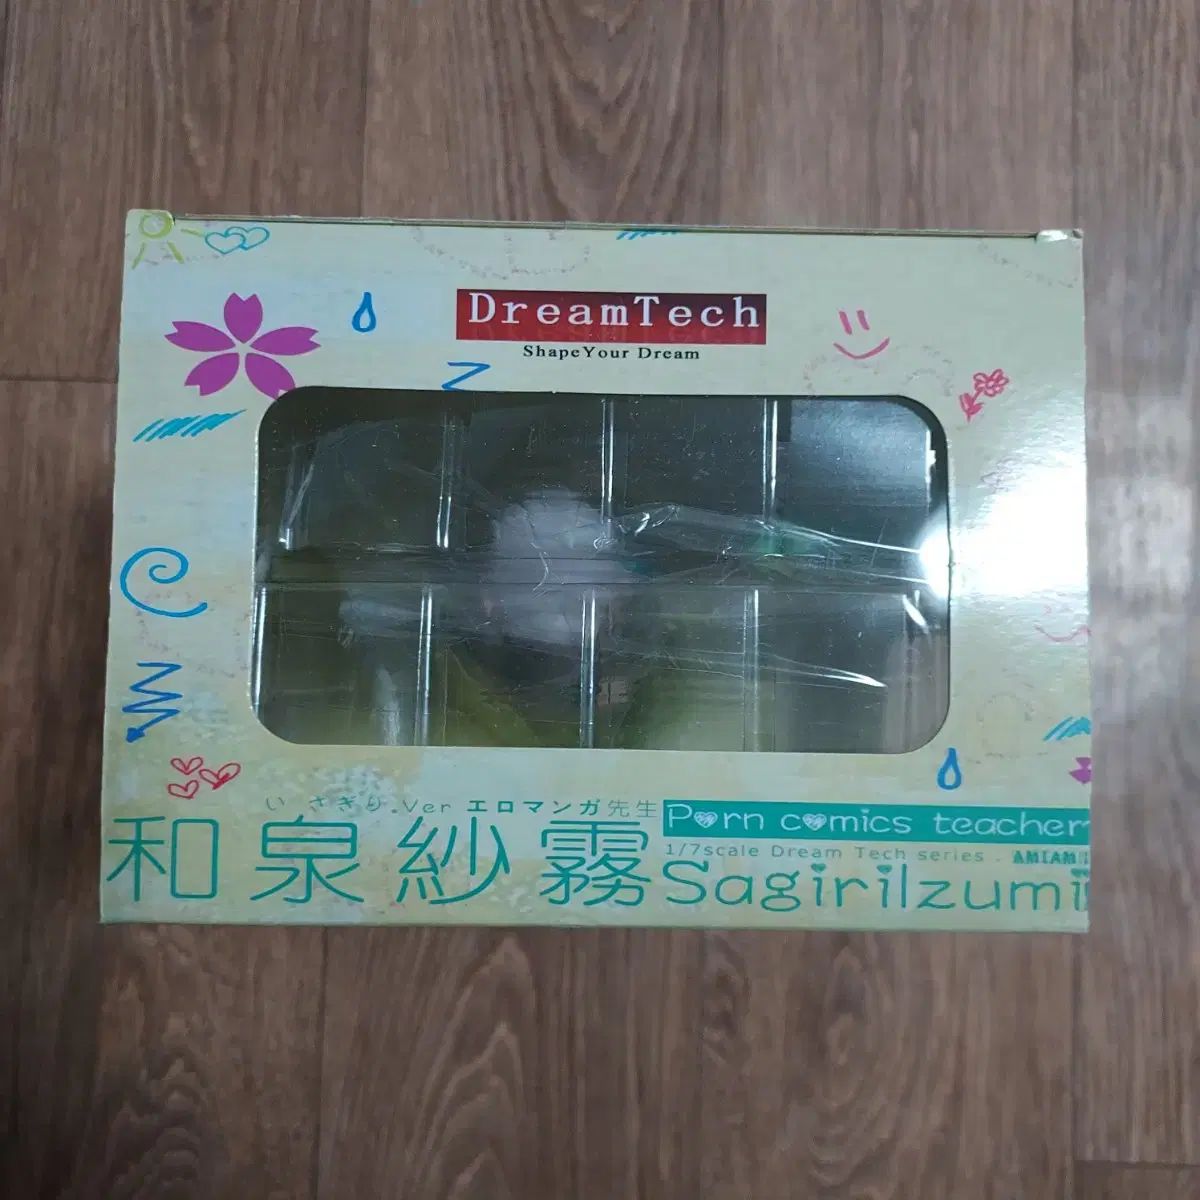 DreamTech
ShapeYour Dream
い さぎり.Ver エロマンガ先生
Porn comics teacher
和泉紗霧
1/7scale Dream Tech series . AMIAMI
SagiriIzumi